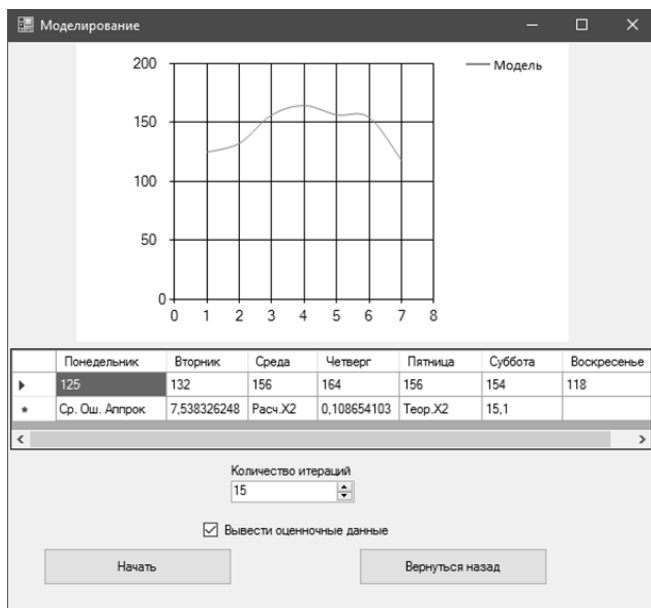 Моделирование
200
Модель
150
100
50
0
0 1 2 3 4 5 6 7 8
Понедельник Вторник Среда Четверг Пятница Суббота Воскресенье
125 132 156 164 156 154 118
Ср. Ош. Аппрок 7,538326248 Расч.X2 0,108654103 Теор.X2 15,1
Количество итераций
15
Вывести оценночные данные
Начать Вернуться назад